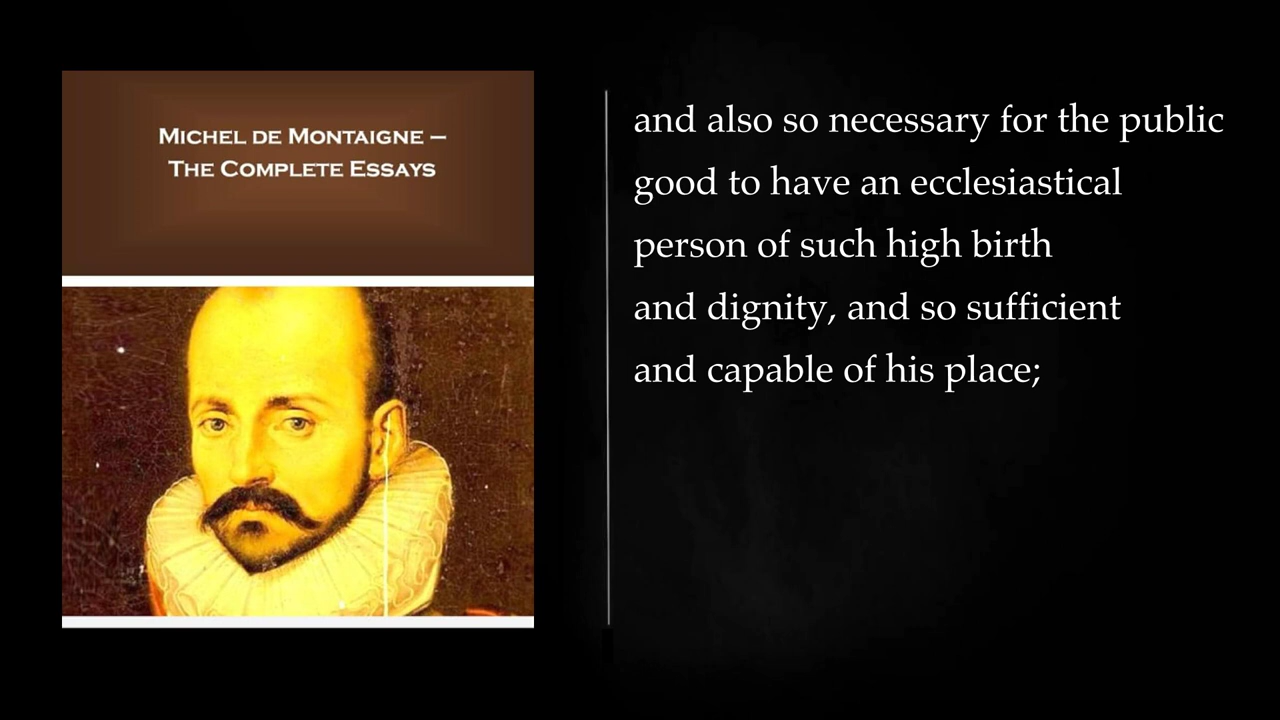 Michel de Montaigne –
The Complete Essays
and also so necessary for the public
good to have an ecclesiastical
person of such high birth
and dignity, and so sufficient
and capable of his place;